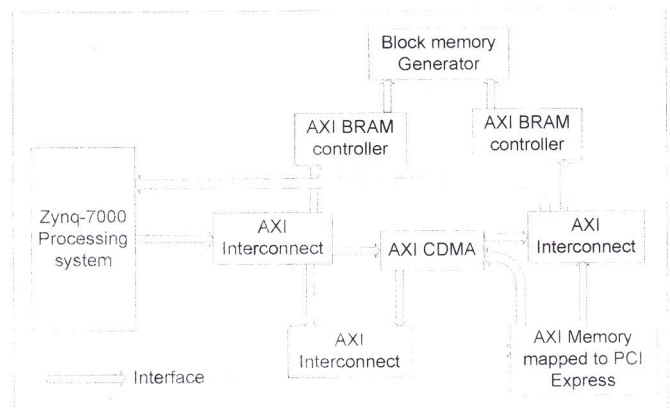 Block memory
Generator
AXI BRAM
controller
AXI BRAM
controller
Zynq-7000
Processing
system
AXI
Interconnect
AXI CDMA
AXI
Interconnect
AXI
Interconnect
AXI Memory
mapped to PCI
Express
Interface